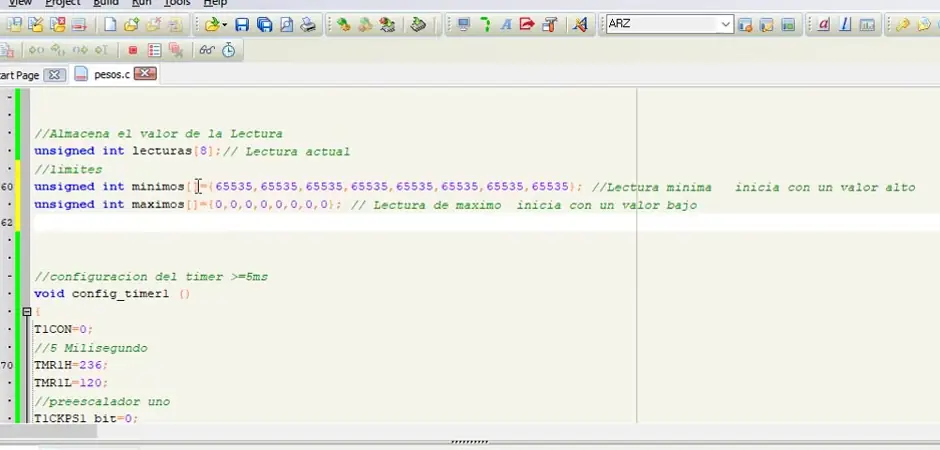 View Project Build Run Tools Help
ARZ
Start Page pesos.c
//Almacena el valor de la Lectura
unsigned int lecturas[8];// Lectura actual
//limites
60 unsigned int minimos[]={65535,65535,65535,65535,65535,65535,65535,65535}; //Lectura minima inicia con un valor alto
unsigned int maximos[]={0,0,0,0,0,0,0,0}; // Lectura de maximo inicia con un valor bajo
62
//configuracion del timer >=5ms
void config_timer1 ()
{
T1CON=0;
//5 Milisegundo
70 TMR1H=236;
TMR1L=120;
//preescalador uno
T1CKPS1_bit=0;